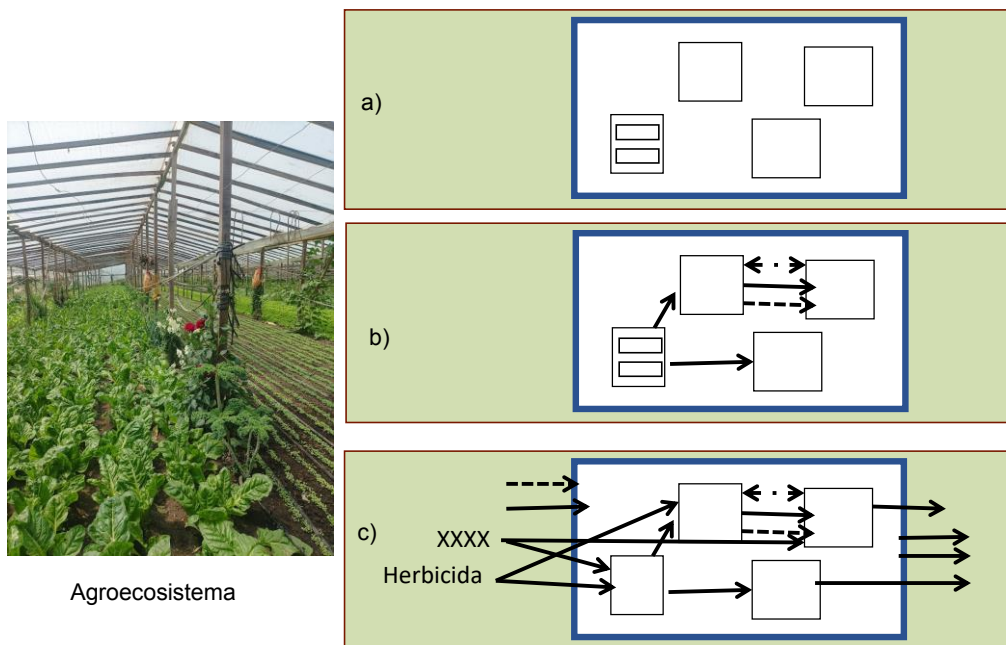 a)
b)
c)
XXXX
Herbicida
Agroecosistema